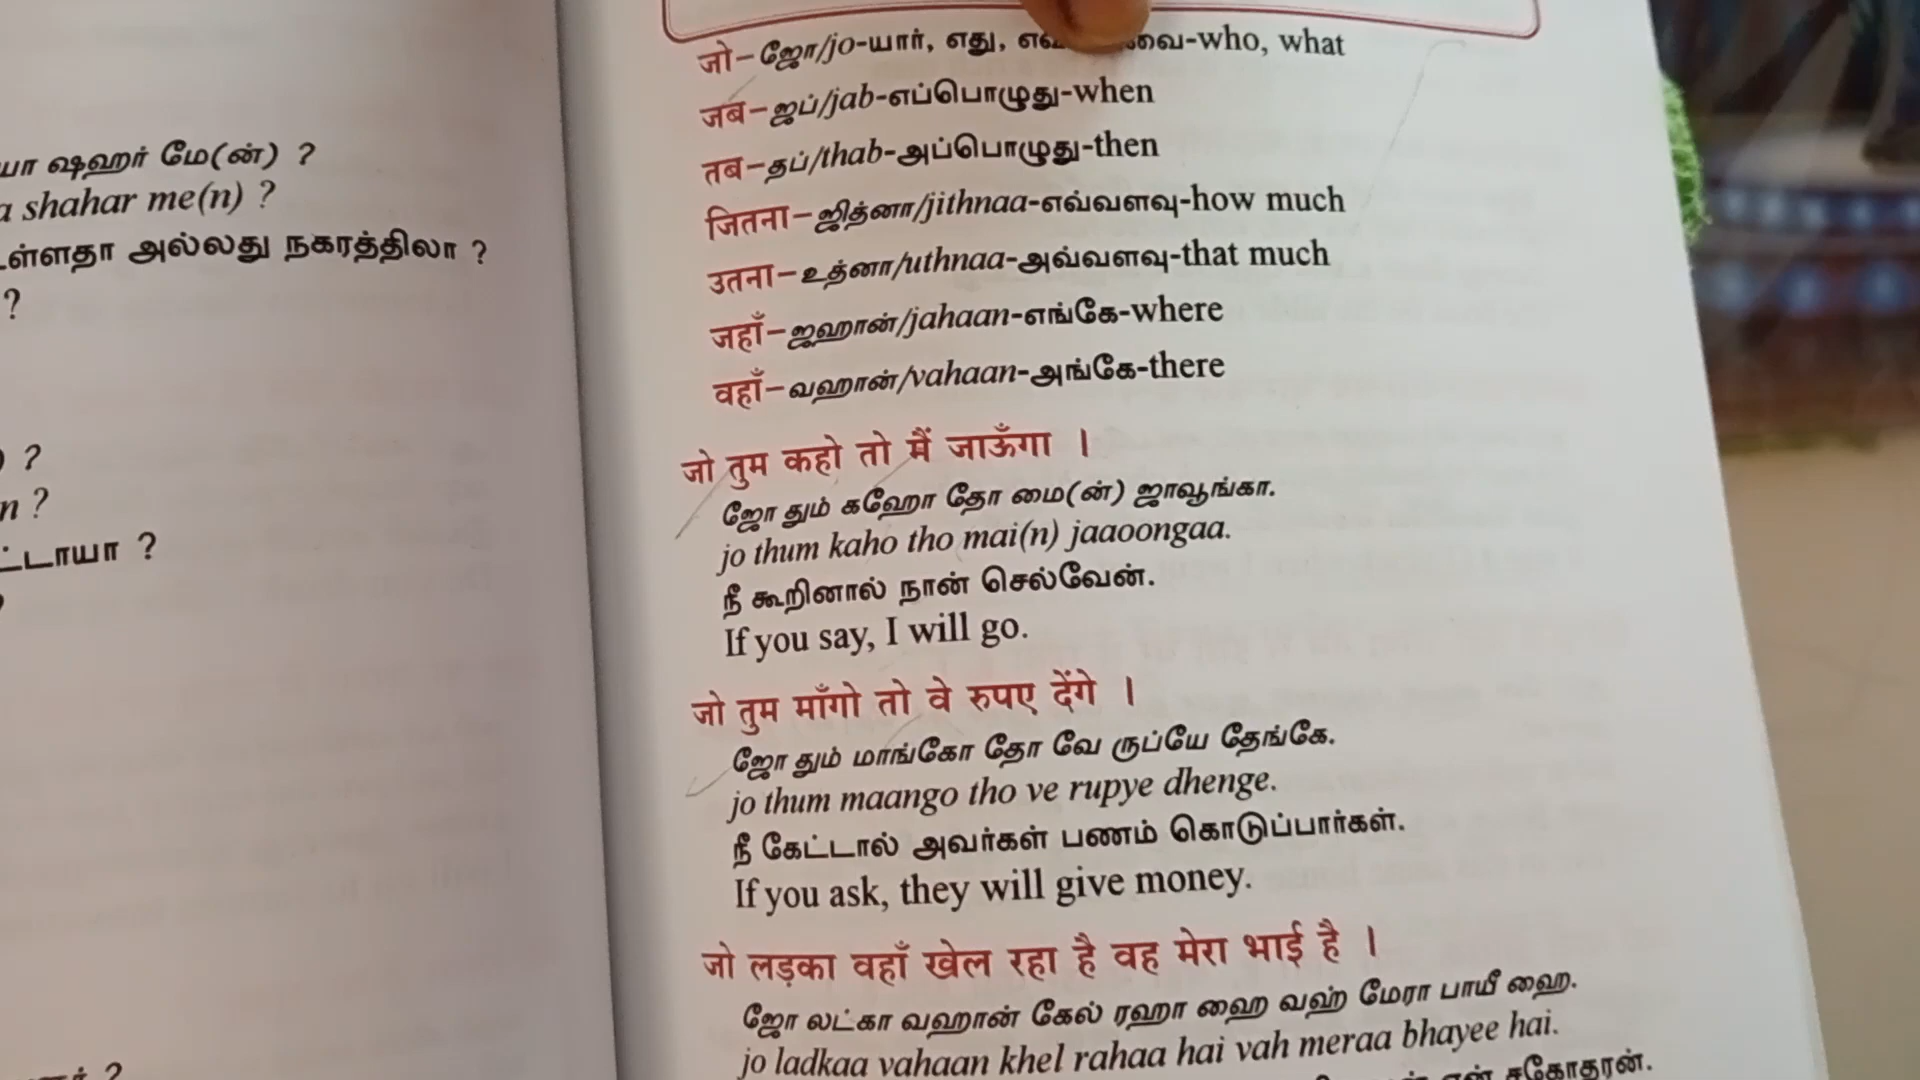 ஷஹர் மே(ன்) ?
shahar me(n) ?
அல்லது நகரத்திலா ?
?
?
?
?
जो–ஜோ/jo-யார், எது, -who, what
जब–ஜப்/jab-எப்பொழுது-when
तब–தப்/thab-அப்பொழுது-then
जितना–ஜித்னா/jithnaa-எவ்வளவு-how much
उतना–உத்னா/uthnaa-அவ்வளவு-that much
जहाँ–ஜஹான்/jahaan-எங்கே-where
वहाँ–வஹான்/vahaan-அங்கே-there
जो तुम कहो तो मैं जाऊँगा ।
ஜோ தும் கஹோ தோ மை(ன்) ஜாவூங்கா.
jo thum kaho tho mai(n) jaaoongaa.
நீ கூறினால் நான் செல்வேன்.
If you say, I will go.
जो तुम माँगो तो वे रुपए देंगे ।
ஜோ தும் மாங்கோ தோ வே ருப்யே தேங்கே.
jo thum maango tho ve rupye dhenge.
நீ கேட்டால் அவர்கள் பணம் கொடுப்பார்கள்.
If you ask, they will give money.
जो लड़का वहाँ खेल रहा है वह मेरा भाई है ।
ஜோ லட்கா வஹான் கேல் ரஹா ஹை வஹ் மேரா பாயீ ஹை.
jo ladkaa vahaan khel rahaa hai vah meraa bhayee hai.
என் சகோதரன்.